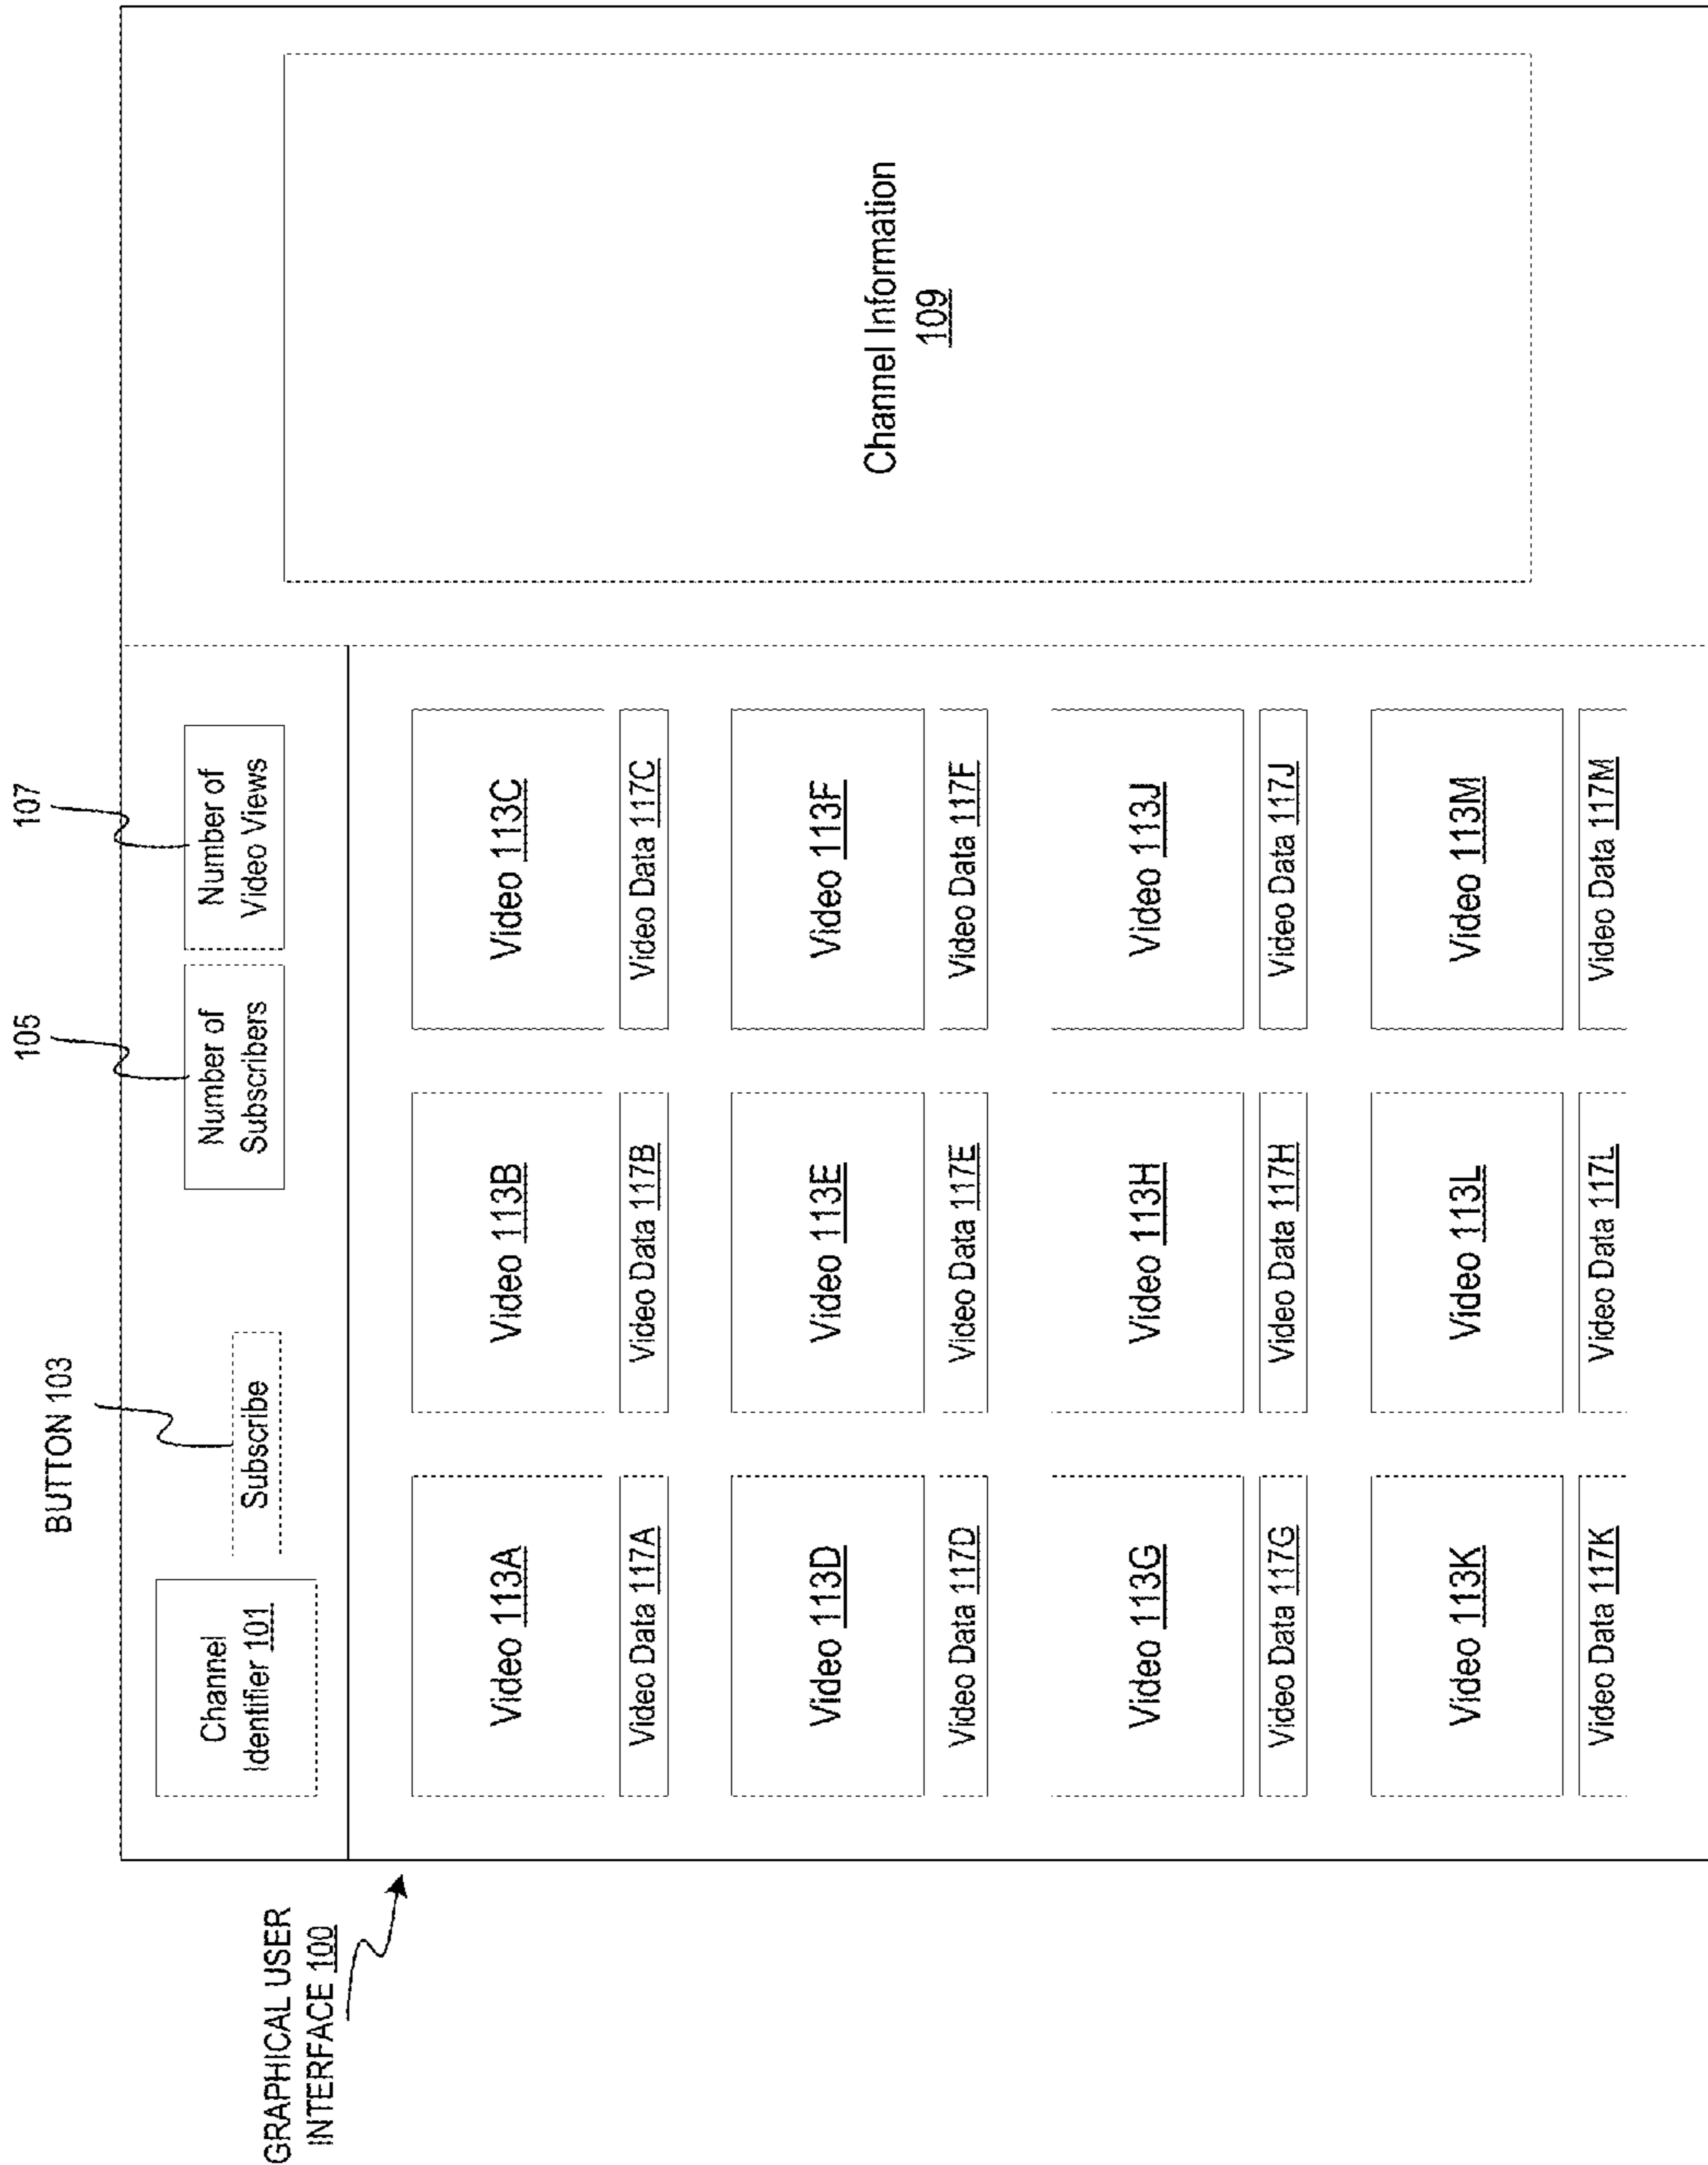 GRAPHICAL USER
INTERFACE 100
BUTTON 103
105
107
Channel
Identifier 101
Subscribe
Number of
Subscribers
Number of
Video Views
Video 113A
Video 113B
Video 113C
Video Data 117A
Video Data 117B
Video Data 117C
Video 113D
Video 113E
Video 113F
Video Data 117D
Video Data 117E
Video Data 117F
Video 113G
Video 113H
Video 113J
Video Data 117G
Video Data 117H
Video Data 117J
Video 113K
Video 113L
Video 113M
Video Data 117K
Video Data 117L
Video Data 117M
Channel Information
109